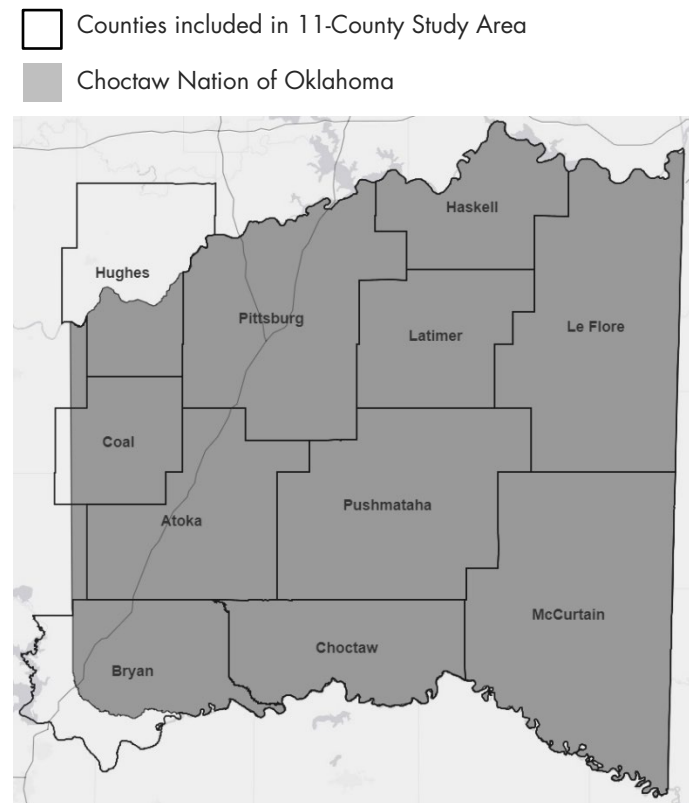 Counties included in 11-County Study Area
Choctaw Nation of Oklahoma
Haskell
Hughes
Pittsburg
Le Flore
Latimer
Coal
Pushmataha
Atoka
McCurtain
Choctaw
Bryan